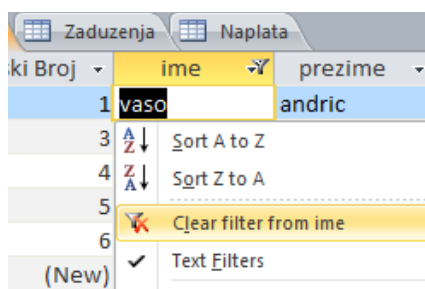 Zaduzenja Naplata
ki Broj ime prezime
1 vaso andric
3 Sort A to Z
4 Sort Z to A
5 Clear filter from ime
6 Text Filters
(New)